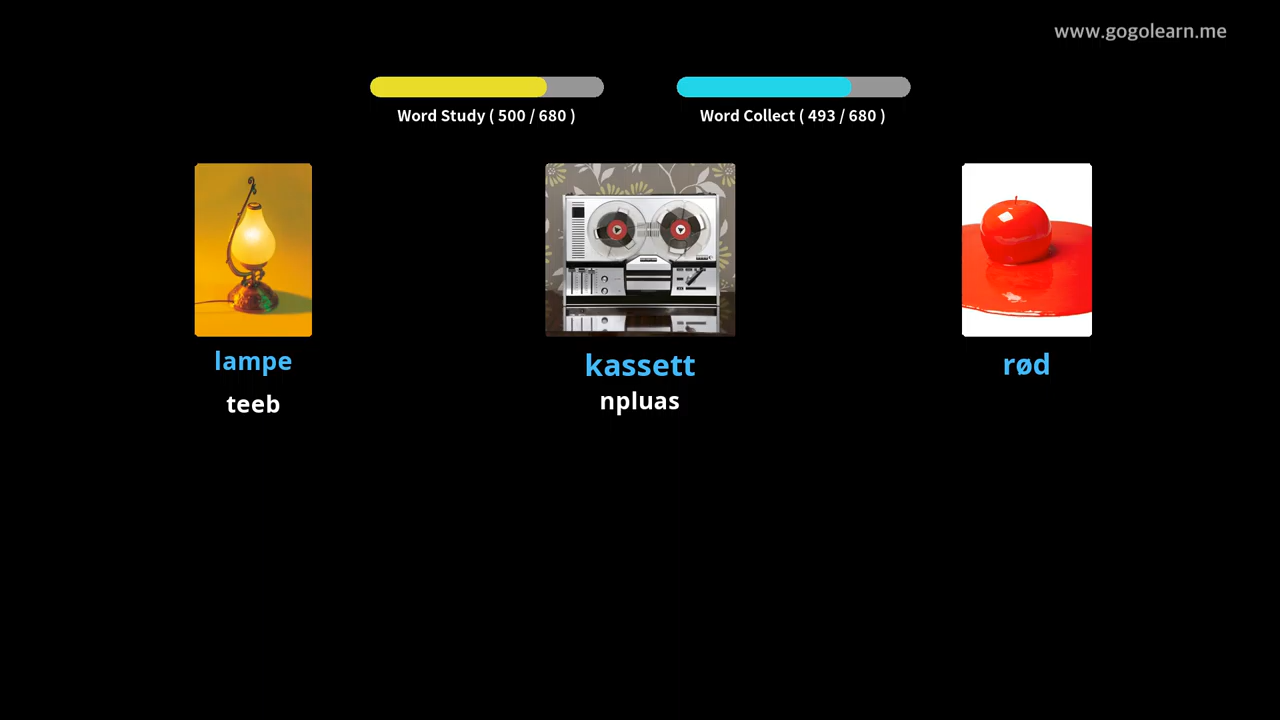 www.gogolearn.me
Word Study ( 500 / 680 )
Word Collect ( 493 / 680 )
lampe
teeb
kassett
npluas
rød